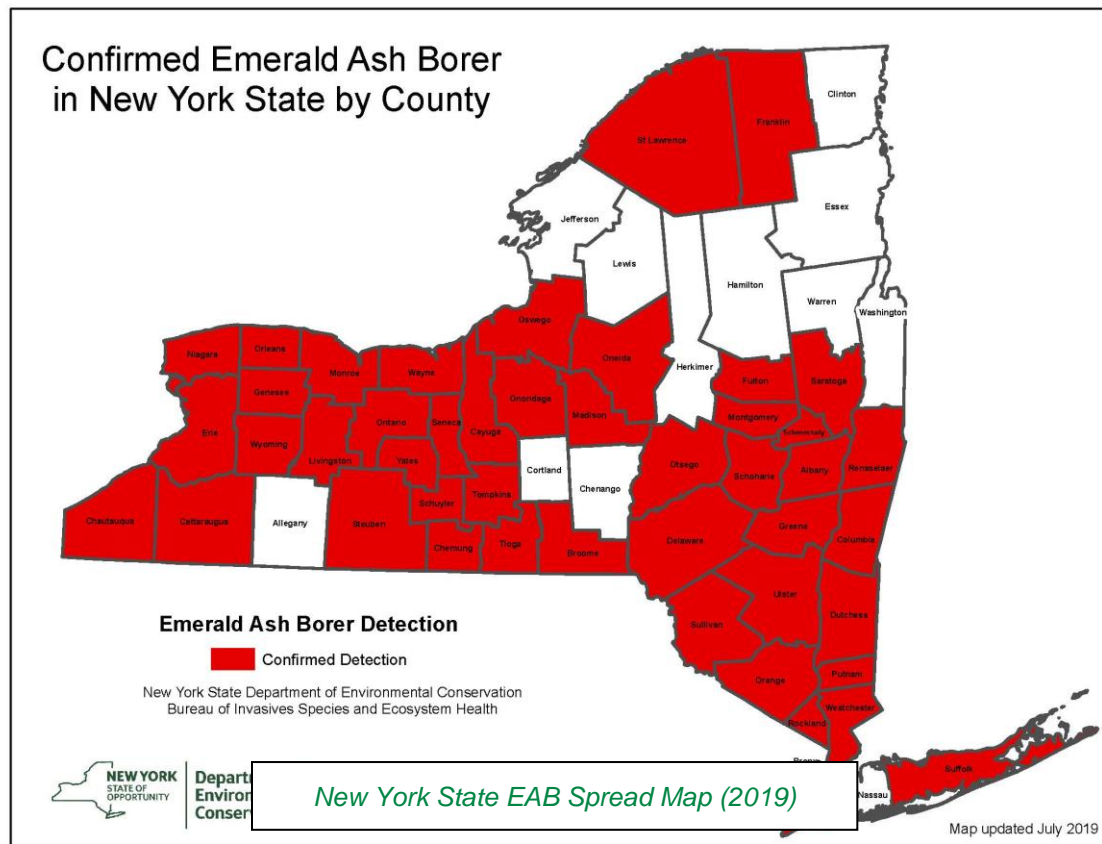 Confirmed Emerald Ash Borer
in New York State by County
Clinton
Franklin
St Lawrence
Essex
Jefferson
Lewis
Hamilton
Warren
Washington
Oswego
Oneida
Herkimer
Niagara
Orleans
Monroe
Wayne
Fulton
Saratoga
Genesee
Onondaga
Madison
Montgomery
Ontario
Seneca
Cayuga
Schenectady
Erie
Wyoming
Livingston
Yates
Cortland
Otsego
Schoharie
Albany
Rensselaer
Chenango
Schuyler
Tompkins
Chautauqua
Cattaraugus
Allegany
Steuben
Greene
Columbia
Chemung
Tioga
Broome
Delaware
Ulster
Dutchess
Sullivan
Orange
Putnam
Westchester
Rockland
Suffolk
Nassau
Emerald Ash Borer Detection
Confirmed Detection
New York State Department of Environmental Conservation
Bureau of Invasives Species and Ecosystem Health
NEW YORK
STATE OF
OPPORTUNITY
New York State EAB Spread Map (2019)
Map updated July 2019